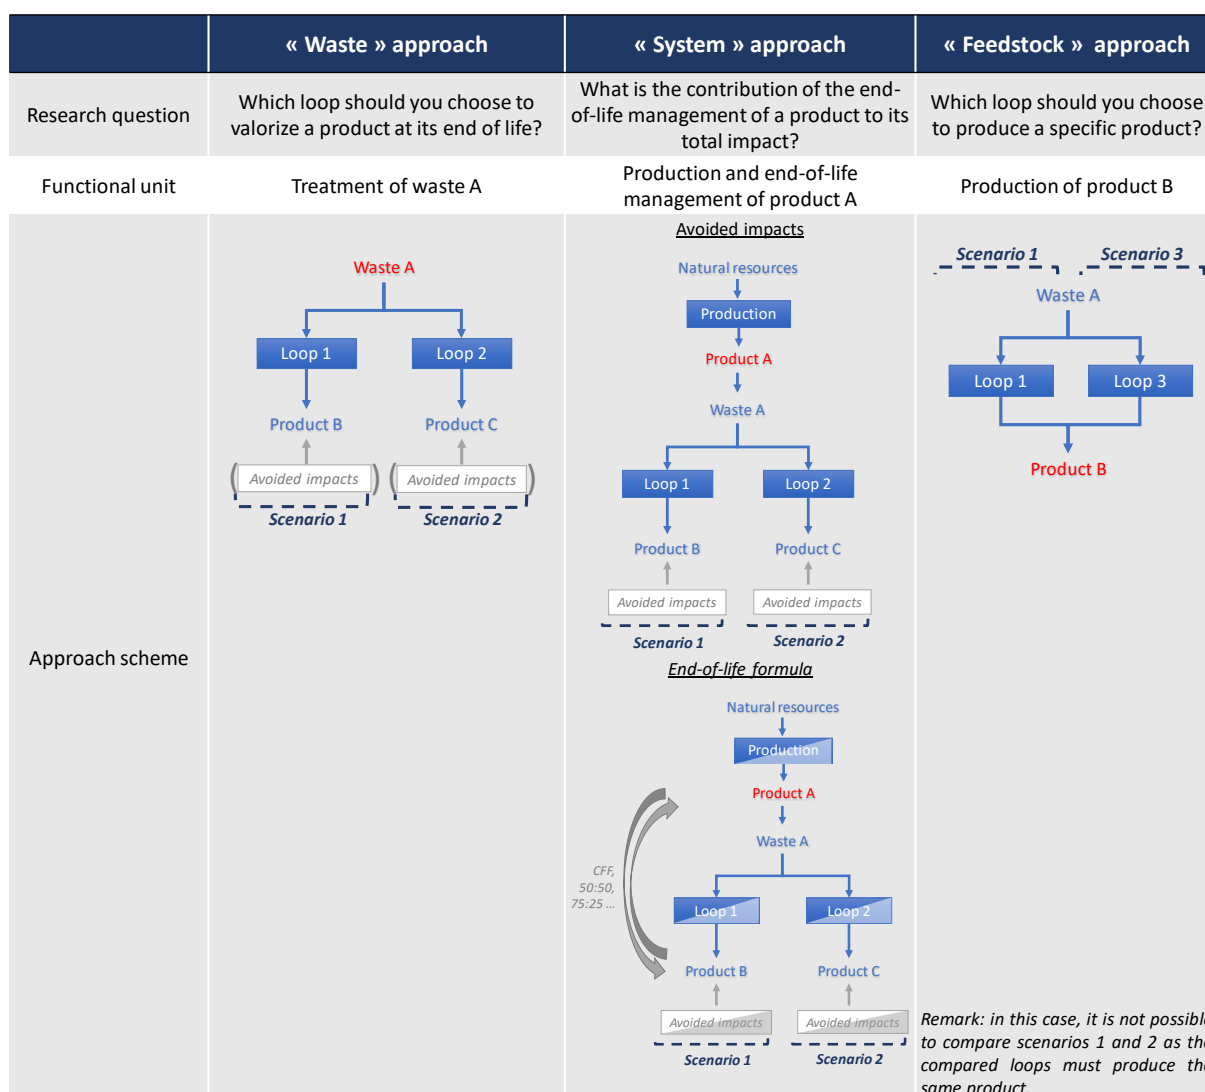 « Waste » approach
« System » approach
« Feedstock » approach
Research question
Which loop should you choose to
valorize a product at its end of life?
What is the contribution of the end-
of-life management of a product to its
total impact?
Which loop should you choose
to produce a specific product?
Functional unit
Treatment of waste A
Production and end-of-life
management of product A
Production of product B
Approach scheme
Waste A
Loop 1
Loop 2
Product B
Product C
(Avoided impacts)
(Avoided impacts)
Scenario 1
Scenario 2
Avoided impacts
Natural resources
Production
Product A
Waste A
Loop 1
Loop 2
Product B
Product C
Avoided impacts
Avoided impacts
Scenario 1
Scenario 2
End-of-life formula
Natural resources
Production
Product A
Waste A
CFF,
50:50,
75:25 ...
Loop 1
Loop 2
Product B
Product C
Avoided impacts
Avoided impacts
Scenario 1
Scenario 2
Scenario 1
Scenario 3
Waste A
Loop 1
Loop 3
Product B
Remark: in this case, it is not possible
to compare scenarios 1 and 2 as the
compared loops must produce the
same product.